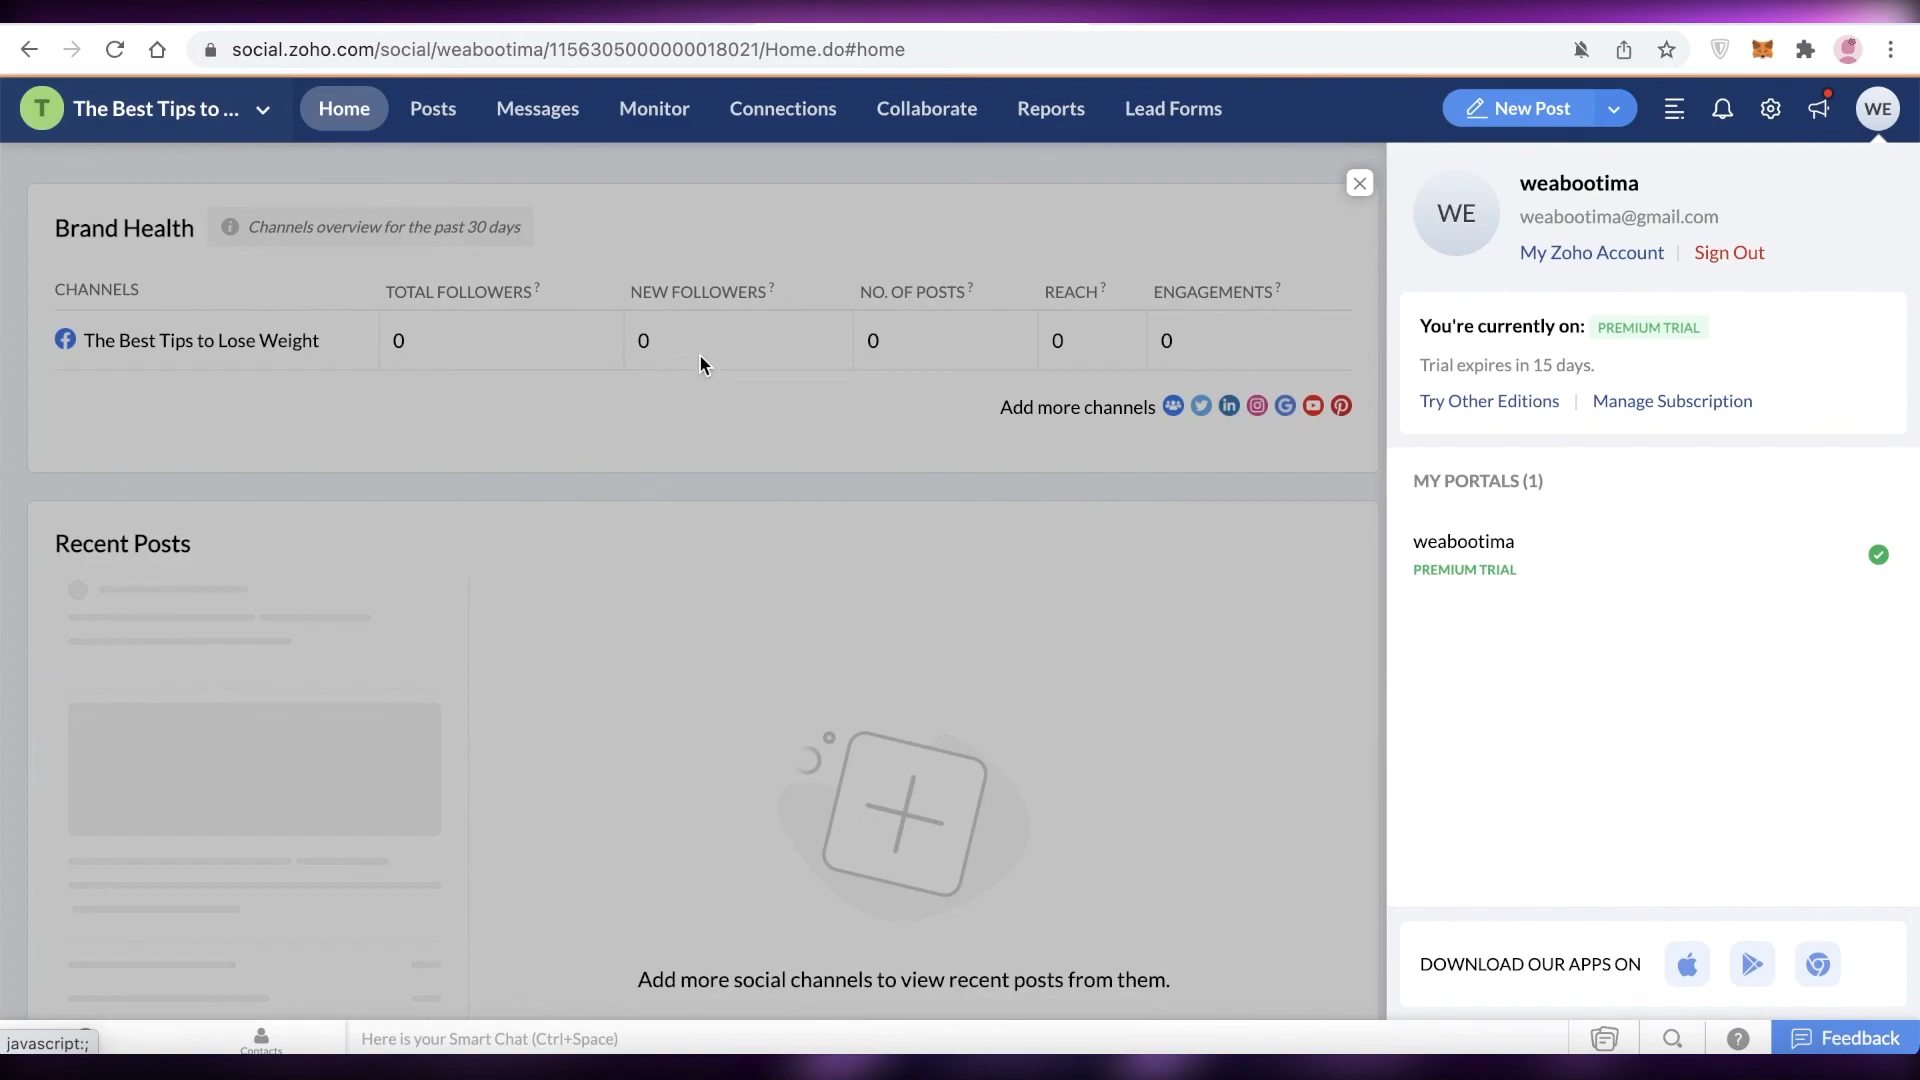 social.zoho.com/social/weabootima/1156305000000018021/Home.do#home
T The Best Tips to ... Home Posts Messages Monitor Connections Collaborate Reports Lead Forms New Post WE
WE
weabootima
weabootima@gmail.com
My Zoho Account | Sign Out
You're currently on: PREMIUM TRIAL
Trial expires in 15 days.
Try Other Editions | Manage Subscription
MY PORTALS (1)
weabootima
PREMIUM TRIAL
DOWNLOAD OUR APPS ON
Brand Health Channels overview for the past 30 days
CHANNELS TOTAL FOLLOWERS ? NEW FOLLOWERS ? NO. OF POSTS ? REACH ? ENGAGEMENTS ?
The Best Tips to Lose Weight 0 0 0 0 0
Add more channels
Recent Posts
Add more social channels to view recent posts from them.
javascript:;
Contacts
Here is your Smart Chat (Ctrl+Space)
Feedback